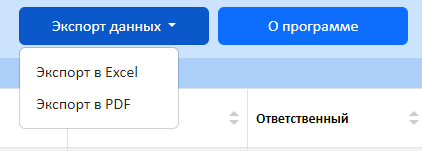 Экспорт данных
О программе
Экспорт в Excel
Экспорт в PDF
Ответственный